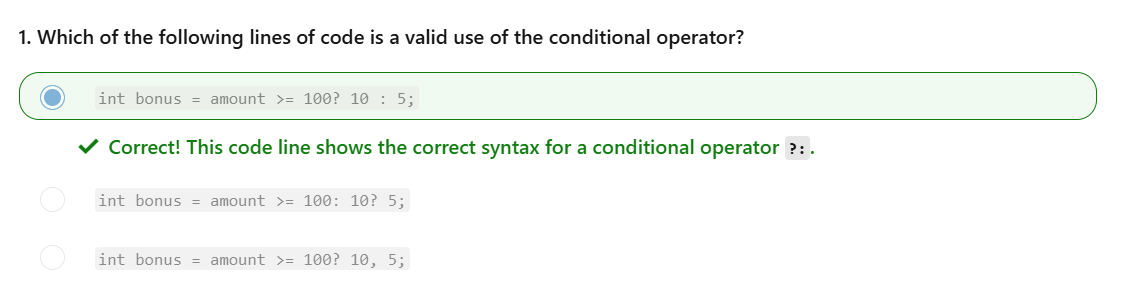 1. Which of the following lines of code is a valid use of the conditional operator?
int bonus = amount >= 100? 10 : 5;
Correct! This code line shows the correct syntax for a conditional operator ?:.
int bonus = amount >= 100: 10? 5;
int bonus = amount >= 100? 10, 5;